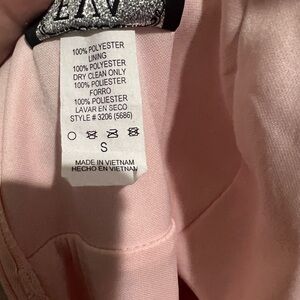 100% POLYESTER
LINING
100% POLYESTER
DRY CLEAN ONLY
100% POLIESTER
FORRO
100% POLIESTER
LAVAR EN SECO
STYLE # 3206 (5686)
S
MADE IN VIETNAM
HECHO EN VIETNAM